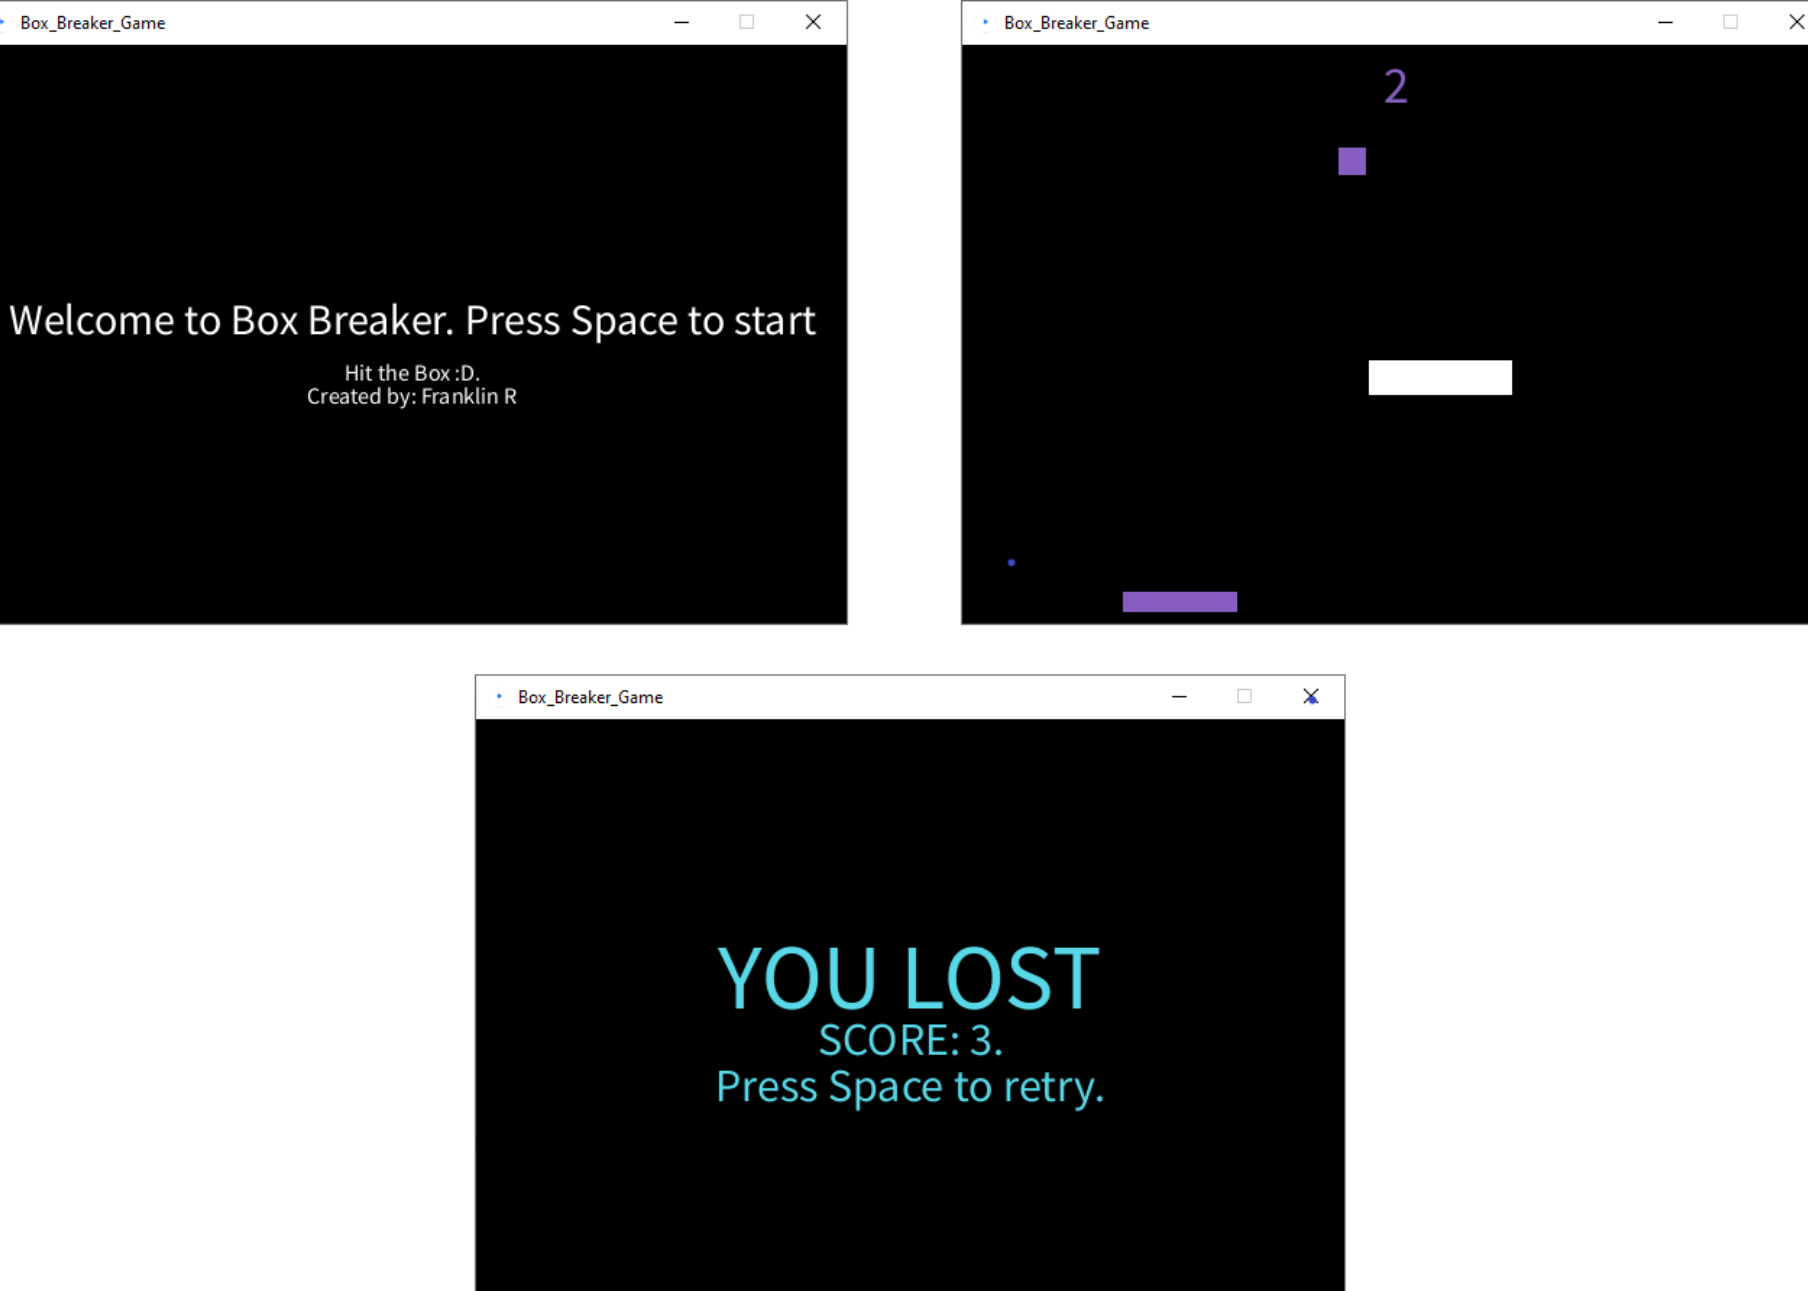 Box_Breaker_Game
Welcome to Box Breaker. Press Space to start
Hit the Box :D.
Created by: Franklin R
Box_Breaker_Game
2
Box_Breaker_Game
YOU LOST
SCORE: 3.
Press Space to retry.